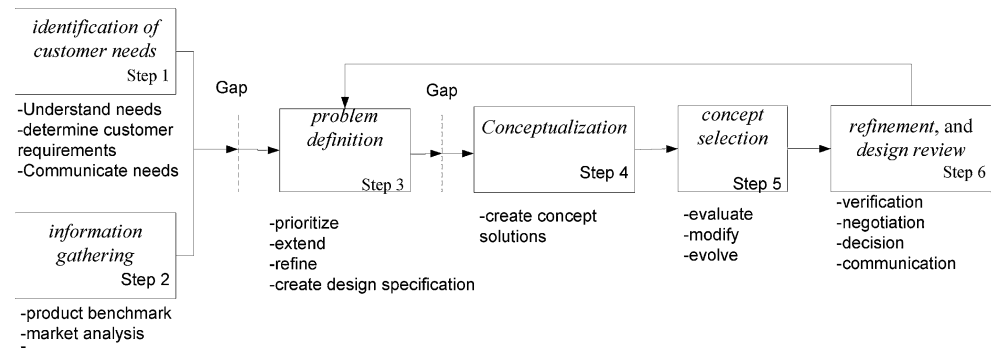 identification of
customer needs
Step 1
-Understand needs
-determine customer
requirements
-Communicate needs
information
gathering
Step 2
-product benchmark
-market analysis
-
Gap
problem
definition
Step 3
-prioritize
-extend
-refine
-create design specification
Gap
Conceptualization
Step 4
-create concept
solutions
concept
selection
Step 5
-evaluate
-modify
-evolve
refinement, and
design review
Step 6
-verification
-negotiation
-decision
-communication